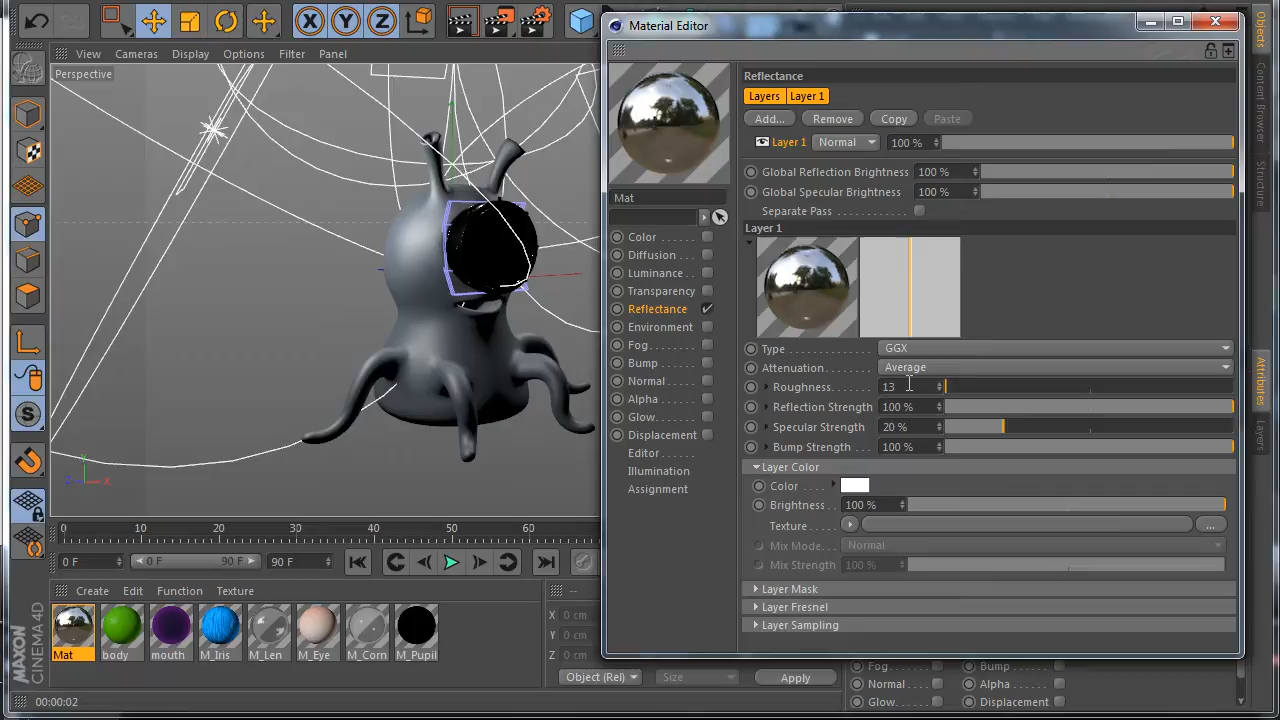 View Cameras Display Options Filter Panel
Perspective
X Y Z
Material Editor
Reflectance
Layers Layer 1
Add... Remove Copy Paste
Layer 1 Normal 100 %
Global Reflection Brightness 100 %
Global Specular Brightness 100 %
Separate Pass
Layer 1
Mat
Color
Diffusion
Luminance
Transparency
Reflectance
Environment
Fog
Bump
Normal
Alpha
Glow
Displacement
Editor
Illumination
Assignment
Type GGX
Attenuation Average
Roughness 13
Reflection Strength 100 %
Specular Strength 20 %
Bump Strength 100 %
Layer Color
Color
Brightness 100 %
Texture ...
Mix Mode Normal
Mix Strength 100 %
Layer Mask
Layer Fresnel
Layer Sampling
Objects
Content Browser
Structure
Attributes
Layers
0 10 20 30 40 50 60
0 F 0 F 90 F 90 F
Create Edit Function Texture
Mat body mouth M_Iris M_Len M_Eye M_Corn M_Pupil
X 0 cm
Y 0 cm
Z 0 cm
Object (Rel) Size Apply
MAXON
CINEMA 4D
Fog Bump
Normal Alpha
Glow Displacement
00:00:02